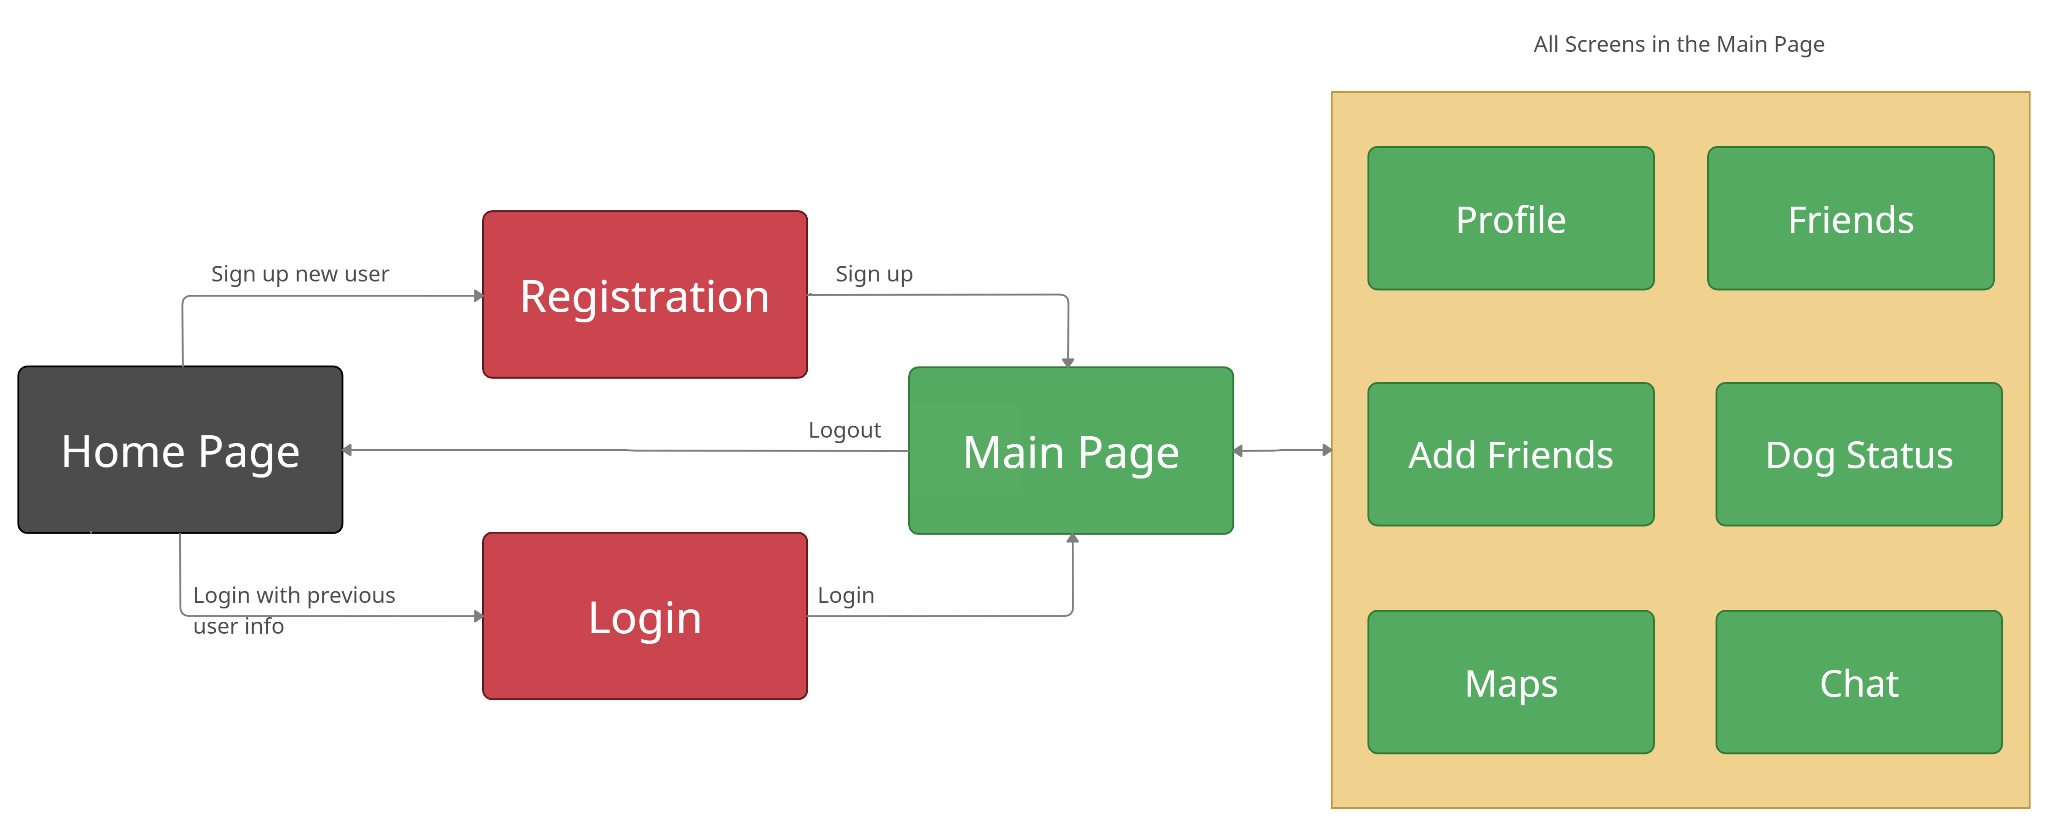 All Screens in the Main Page
Profile
Friends
Sign up new user
Registration
Sign up
Home Page
Logout
Main Page
Add Friends
Dog Status
Login with previous
user info
Login
Login
Maps
Chat